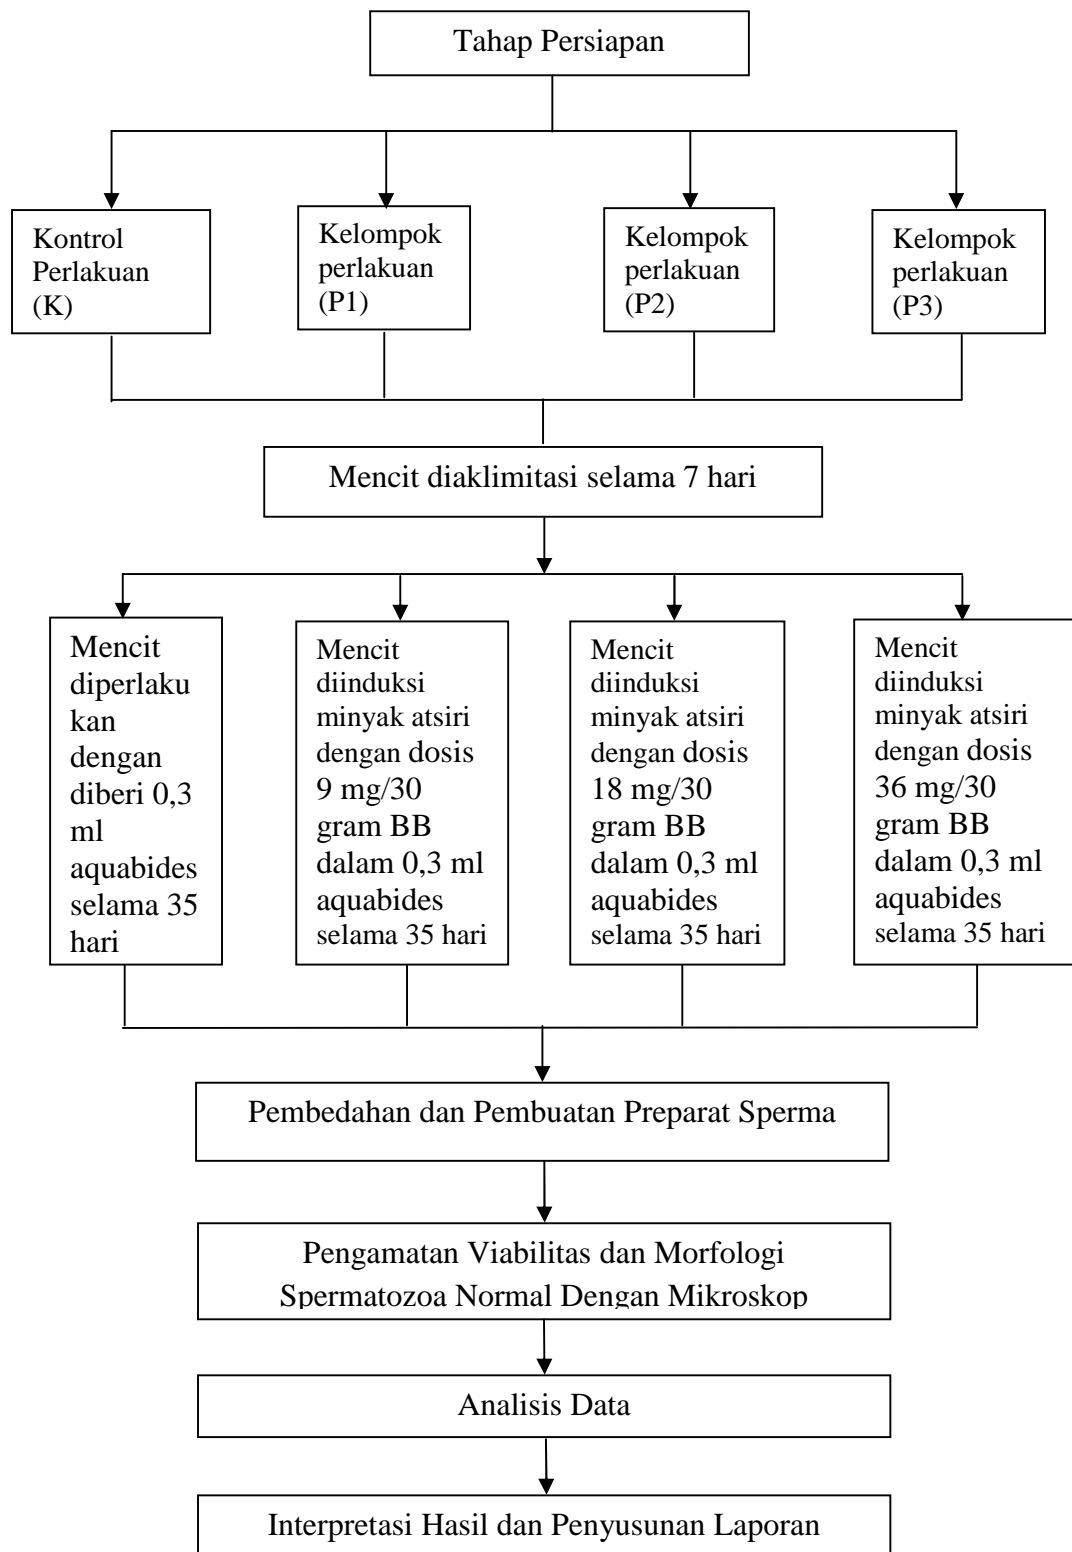 Tahap Persiapan
Kontrol
Perlakuan
(K)
Kelompok
perlakuan
(P1)
Kelompok
perlakuan
(P2)
Kelompok
perlakuan
(P3)
Mencit diaklimitasi selama 7 hari
Mencit
diperlaku
kan
dengan
diberi 0,3
ml
aquabides
selama 35
hari
Mencit
diinduksi
minyak atsiri
dengan dosis
9 mg/30
gram BB
dalam 0,3 ml
aquabides
selama 35 hari
Mencit
diinduksi
minyak atsiri
dengan dosis
18 mg/30
gram BB
dalam 0,3 ml
aquabides
selama 35 hari
Mencit
diinduksi
minyak atsiri
dengan dosis
36 mg/30
gram BB
dalam 0,3 ml
aquabides
selama 35 hari
Pembedahan dan Pembuatan Preparat Sperma
Pengamatan Viabilitas dan Morfologi
Spermatozoa Normal Dengan Mikroskop
Analisis Data
Interpretasi Hasil dan Penyusunan Laporan